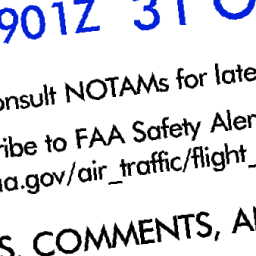 901Z 31
onsult NOTAMs for late
ribe to FAA Safety Aler
aa.gov/air_traffic/flight_
S, COMMENTS, A